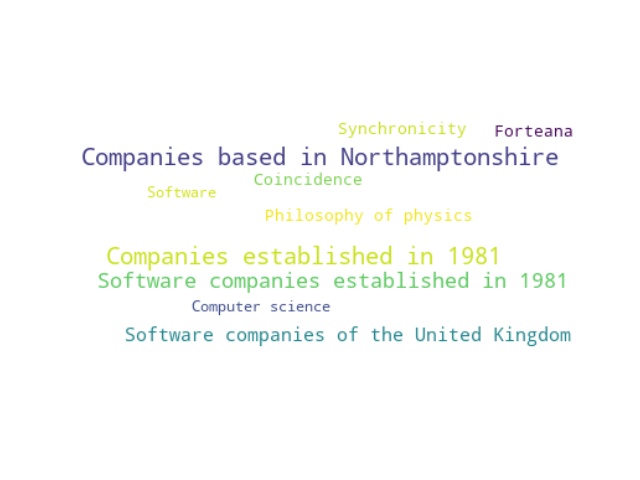 Synchronicity
Forteana
Companies based in Northamptonshire
Coincidence
Software
Philosophy of physics
Companies established in 1981
Software companies established in 1981
Computer science
Software companies of the United Kingdom